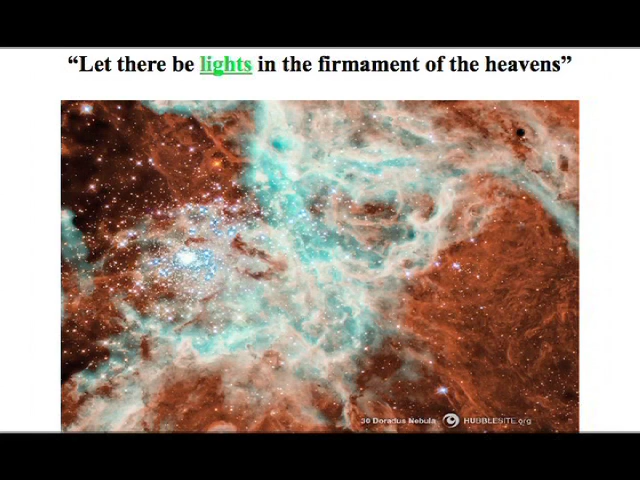 “Let there be lights in the firmament of the heavens”
30 Doradus Nebula HUBBLESITE.org